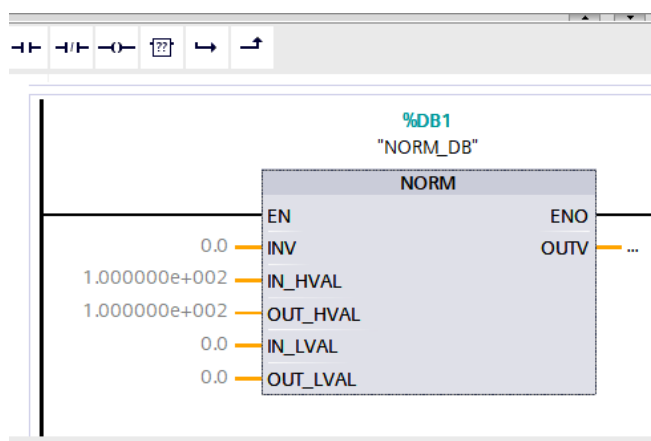 ??
%DB1
"NORM_DB"
NORM
EN ENO
0.0 INV OUTV ...
1.000000e+002 IN_HVAL
1.000000e+002 OUT_HVAL
0.0 IN_LVAL
0.0 OUT_LVAL